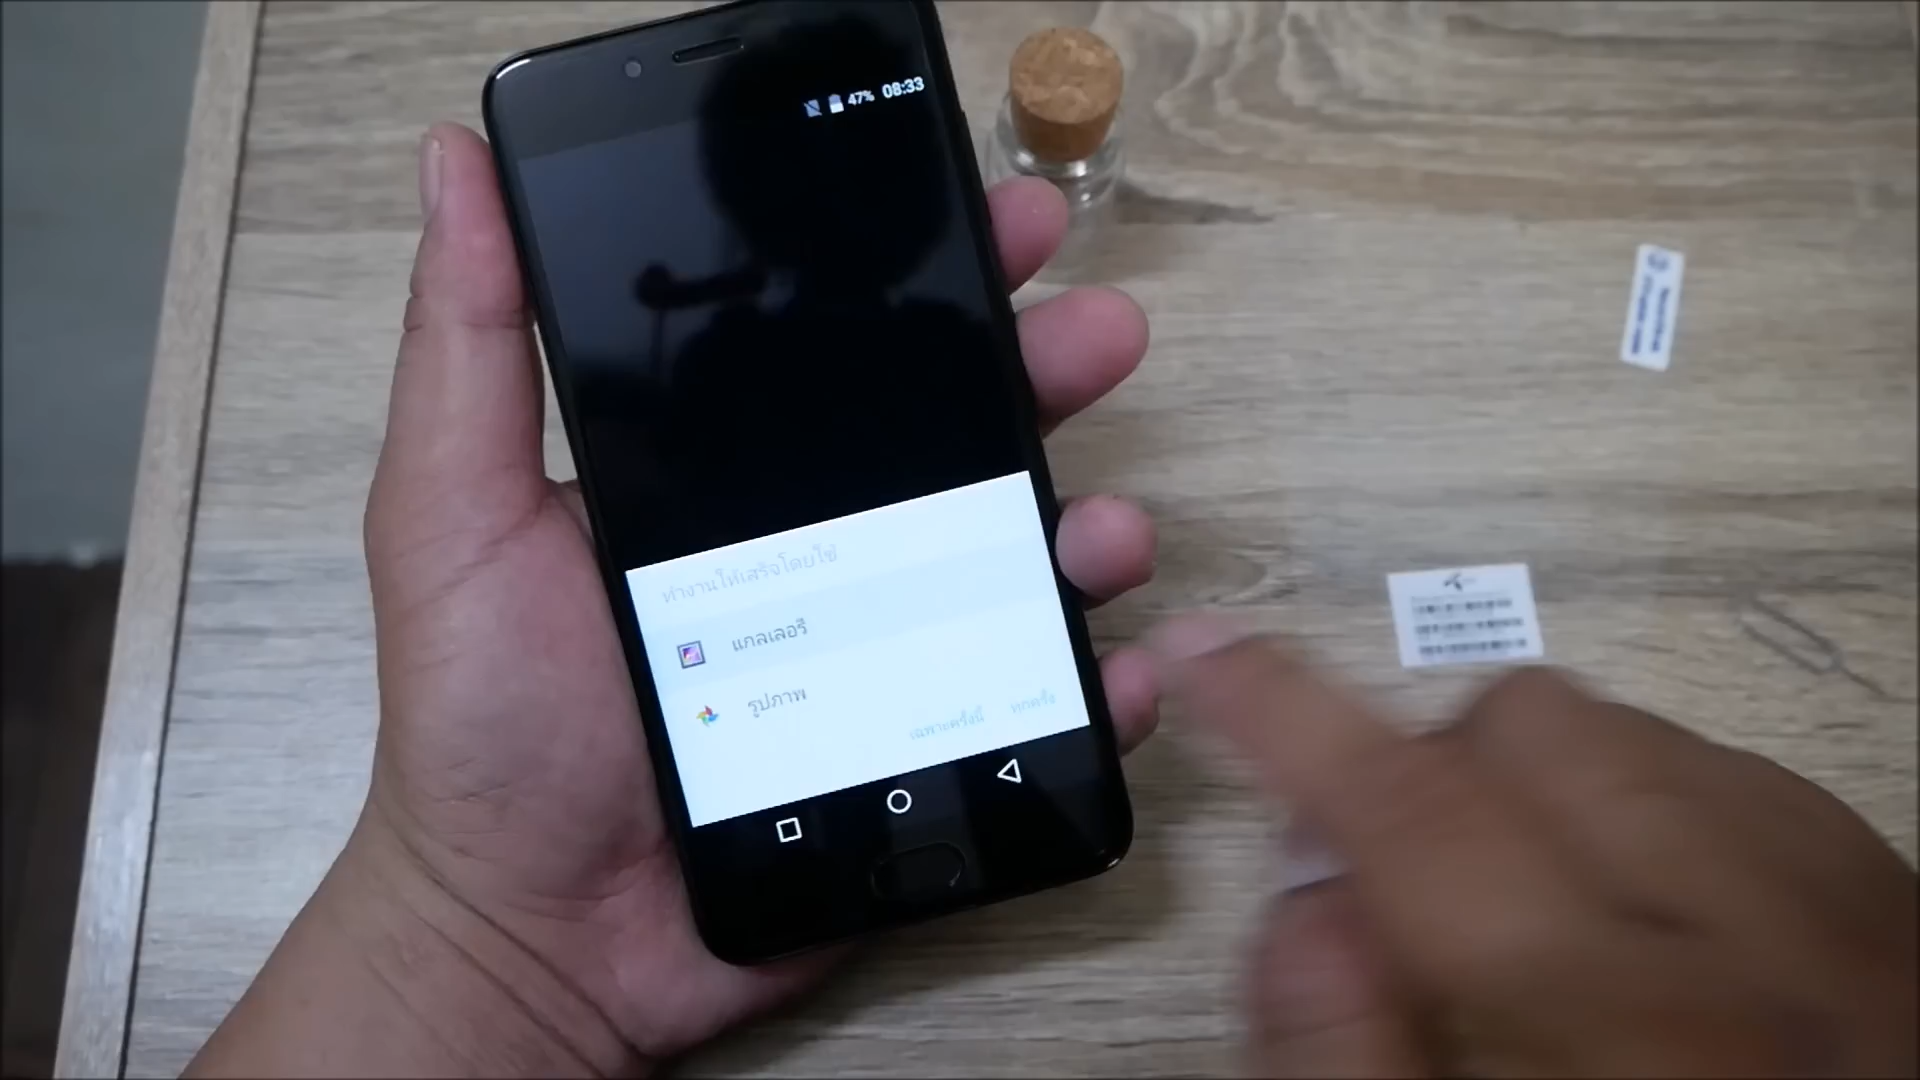 47% 08:33
ทำงานให้เสร็จโดยใช้
แกลเลอรี
รูปภาพ
เฉพาะครั้งนี้ ทุกครั้ง